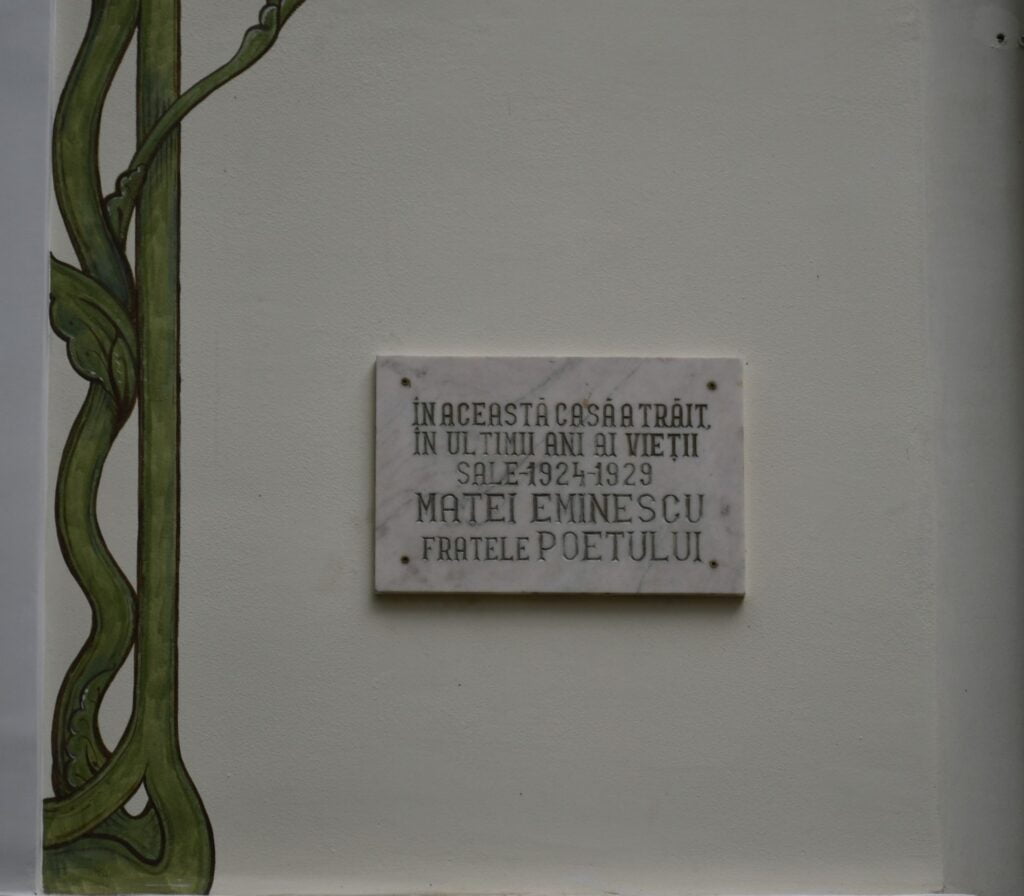 ÎN ACEASTĂ CASĂ A TRĂIT,
ÎN ULTIMII ANI AI VIEȚII
SALE-1924-1929
MATEI EMINESCU
FRATELE POETULUI